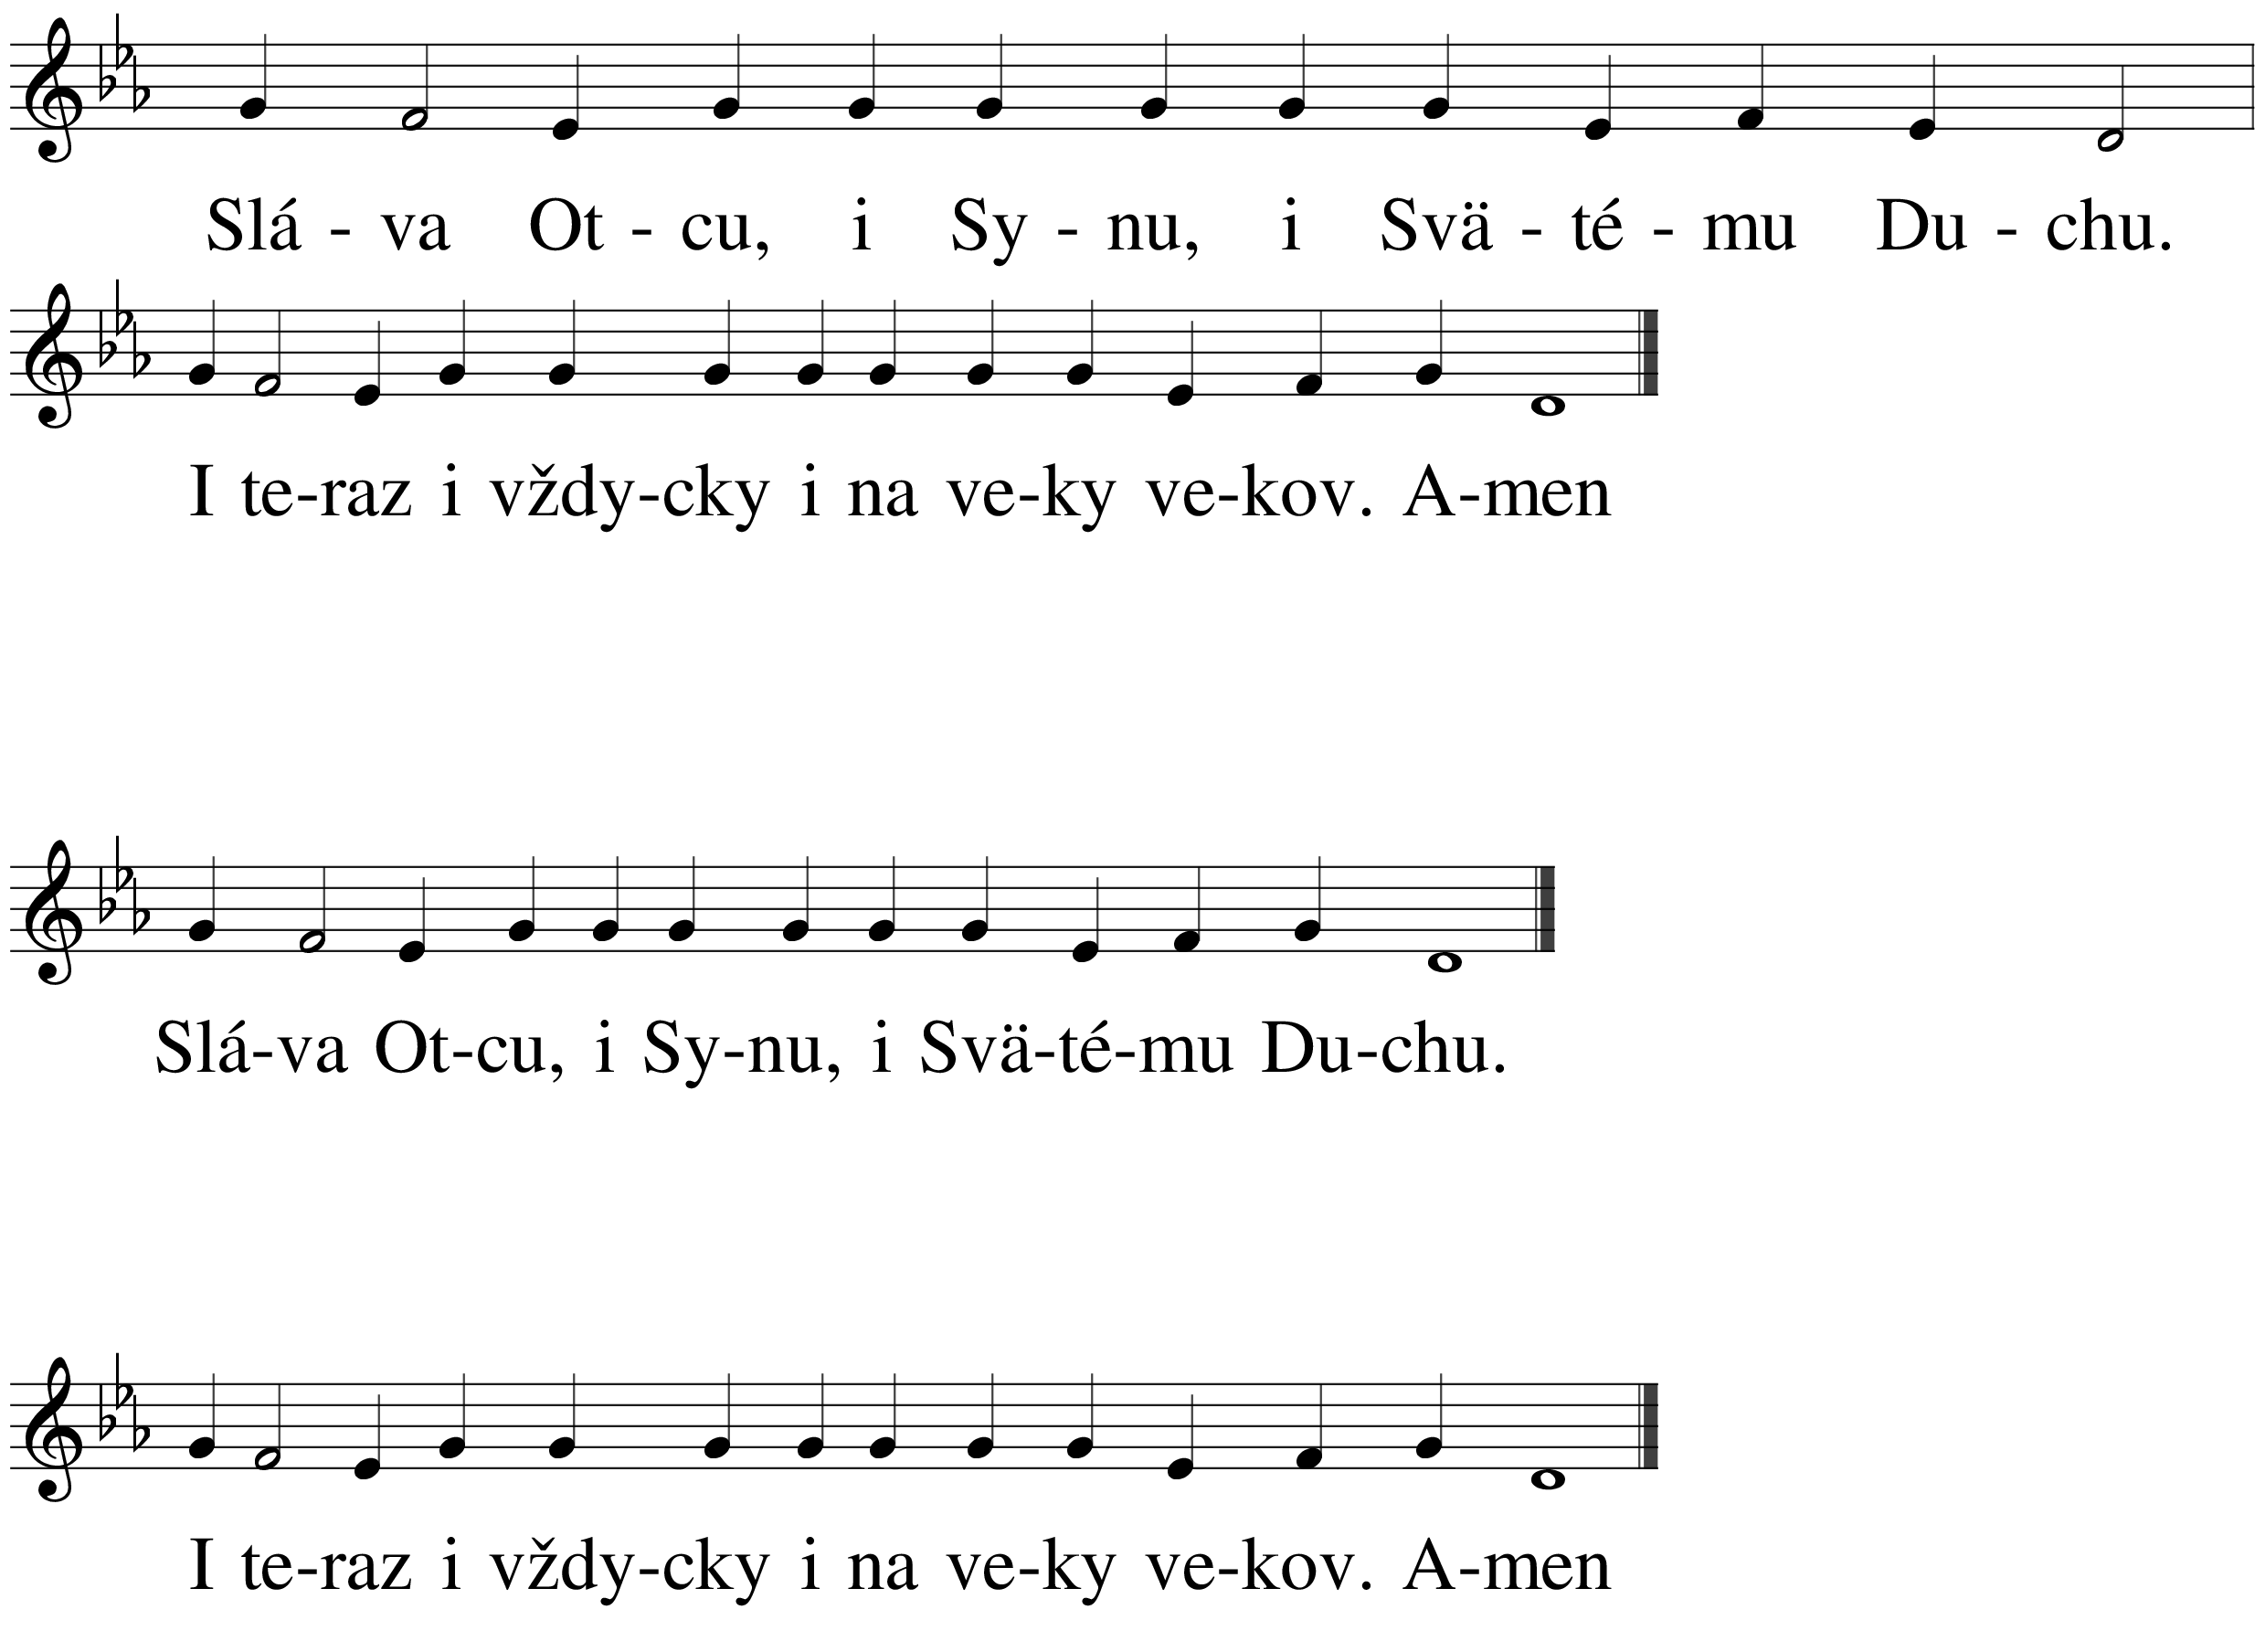 Slá - va Ot - cu, i Sy - nu, i Svä - té - mu Du - chu.
I te-raz i vždy-cky i na ve-ky ve-kov. A-men
Slá-va Ot-cu, i Sy-nu, i Svä-té-mu Du-chu.
I te-raz i vždy-cky i na ve-ky ve-kov. A-men